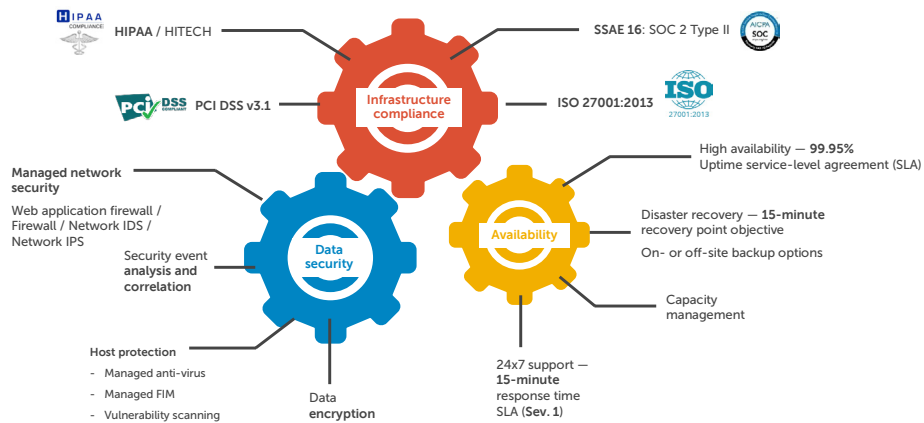 HIPAA
COMPLIANCE
HIPAA / HITECH
SSAE 16: SOC 2 Type II
AICPA
SOC
PCI DSS
COMPLIANT
PCI DSS v3.1
Infrastructure
compliance
ISO 27001:2013
ISO
27001:2013
Managed network
security
Web application firewall /
Firewall / Network IDS /
Network IPS
Security event
analysis and
correlation
Data
security
Host protection
- Managed anti-virus
- Managed FIM
- Vulnerability scanning
Data
encryption
High availability — 99.95%
Uptime service-level agreement (SLA)
Availability
Disaster recovery — 15-minute
recovery point objective
On- or off-site backup options
Capacity
management
24x7 support —
15-minute
response time
SLA (Sev. 1)